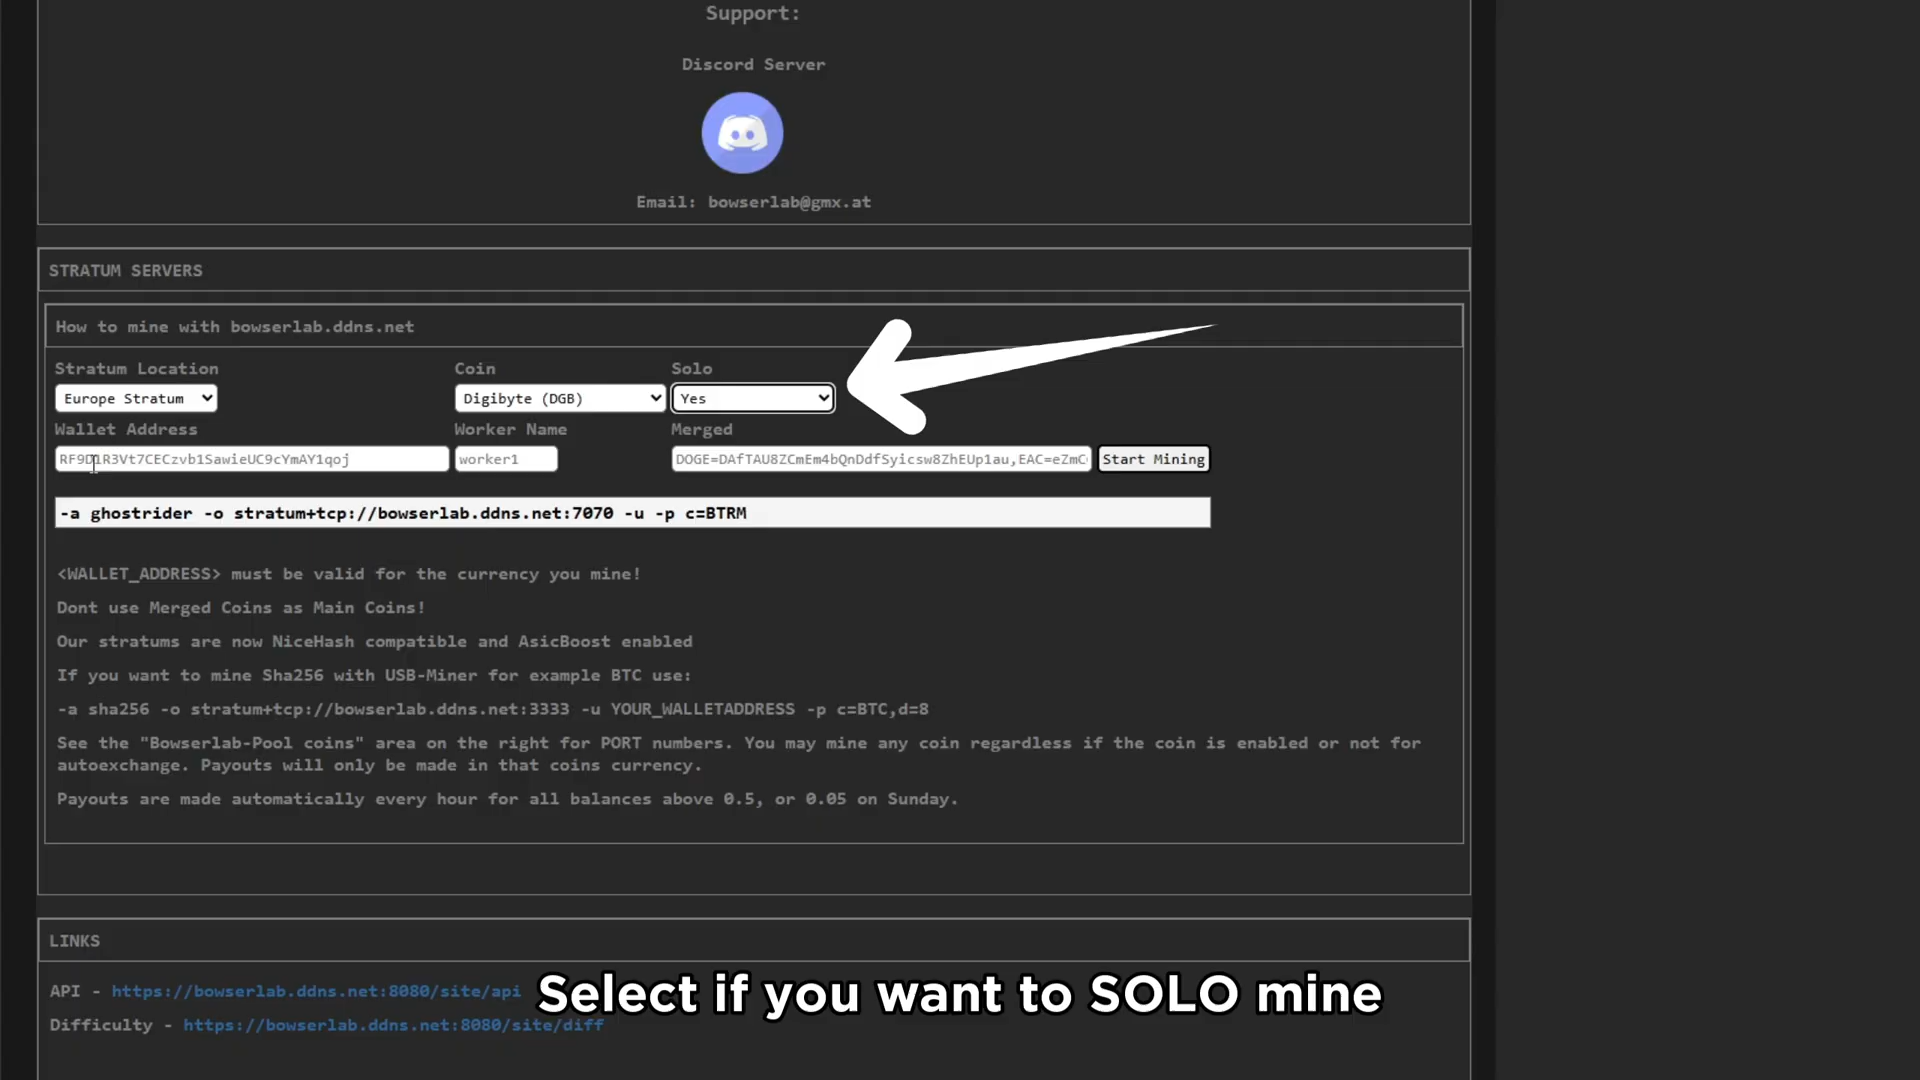 Support:
Discord Server
Email: bowserlab@gmx.at
STRATUM SERVERS
How to mine with bowserlab.ddns.net
Stratum Location Coin Solo
Europe Stratum Digibyte (DGB) Yes
Wallet Address Worker Name Merged
RF9D1R3Vt7CECzvb1SawieUC9cYmAY1qoj worker1 DOGE=DAfTAU8ZCmEm4bQnDdfSyicsw8ZhEUp1au,EAC=eZmC Start Mining
-a ghostrider -o stratum+tcp://bowserlab.ddns.net:7070 -u -p c=BTRM
<WALLET_ADDRESS> must be valid for the currency you mine!
Dont use Merged Coins as Main Coins!
Our stratums are now NiceHash compatible and AsicBoost enabled
If you want to mine Sha256 with USB-Miner for example BTC use:
-a sha256 -o stratum+tcp://bowserlab.ddns.net:3333 -u YOUR_WALLETADDRESS -p c=BTC,d=8
See the "Bowserlab-Pool coins" area on the right for PORT numbers. You may mine any coin regardless if the coin is enabled or not for
autoexchange. Payouts will only be made in that coins currency.
Payouts are made automatically every hour for all balances above 0.5, or 0.05 on Sunday.
LINKS
API - https://bowserlab.ddns.net:8080/site/api
Difficulty - https://bowserlab.ddns.net:8080/site/diff
Select if you want to SOLO mine